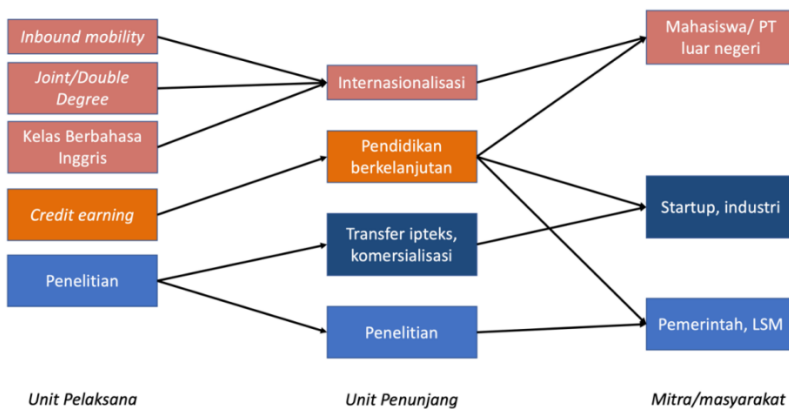 Inbound mobility
Joint/Double
Degree
Kelas Berbahasa
Inggris
Credit earning
Penelitian
Unit Pelaksana
Internasionalisasi
Pendidikan
berkelanjutan
Transfer ipteks,
komersialisasi
Penelitian
Unit Penunjang
Mahasiswa/ PT
luar negeri
Startup, industri
Pemerintah, LSM
Mitra/masyarakat